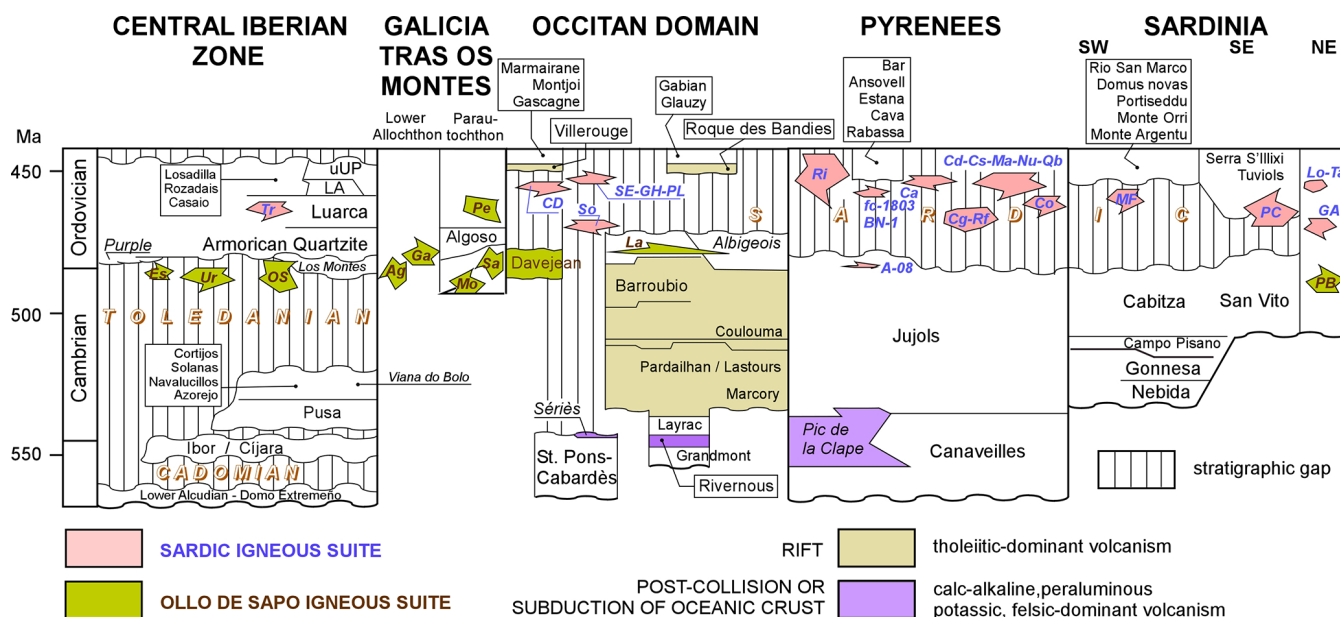 CENTRAL IBERIAN
ZONE
GALICIA
TRAS OS
MONTES
OCCITAN DOMAIN
PYRENEES
SARDINIA
SW
SE
NE
Lower
Allochthon
Parau-
tochthon
Marmairane
Montjoi
Gascagne
Villerouge
Gabian
Glauzy
Roque des Bandies
Bar
Ansovell
Estana
Cava
Rabassa
Rio San Marco
Domus novas
Portiseddu
Monte Orri
Monte Argentu
Ma
450
500
550
Ordovician
Cambrian
Losadilla
Rozadais
Casaio
uUP
LA
Luarca
Tr
Purple
Armorican Quartzite
Los Montes
Es
Ur
OS
TOLEDANIAN
Cortijos
Solanas
Navalucillos
Azorejo
Viana do Bolo
Pusa
Ibor / Cíjara
CADOMIAN
Lower Alcudian - Domo Extremeño
Pe
Algoso
Ga
Ag
Sa
Mo
Davejean
CD
SE-GH-PL
So
La
Albigeois
Barroubio
Coulouma
Pardailhan / Lastours
Marcory
Sériès
St. Pons-
Cabardès
Layrac
Grandmont
Rivernous
SARDIC
Ri
Ca
fc-1803
BN-1
Cd-Cs-Ma-Nu-Qb
Cg-Rf
Co
A-08
Jujols
Pic de
la Clape
Canaveilles
MF
Serra S'Illixi
Tuviols
PC
Lo-Ta
GA
PB
Cabitza
San Vito
Campo Pisano
Gonnesa
Nebida
stratigraphic gap
SARDIC IGNEOUS SUITE
OLLO DE SAPO IGNEOUS SUITE
RIFT
tholeiitic-dominant volcanism
POST-COLLISION OR
SUBDUCTION OF OCEANIC CRUST
calc-alkaline,peraluminous
potassic, felsic-dominant volcanism